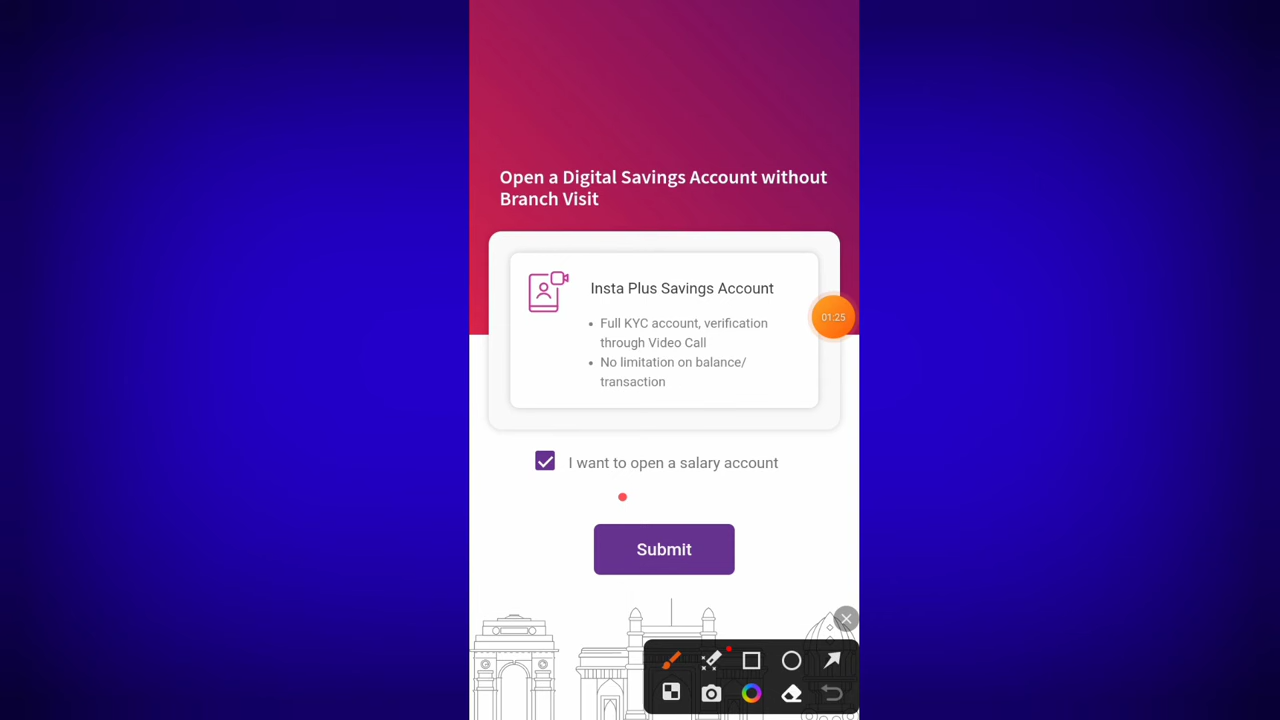 Open a Digital Savings Account without
Branch Visit
Insta Plus Savings Account
• Full KYC account, verification
through Video Call
• No limitation on balance/
transaction
01:25
I want to open a salary account
Submit